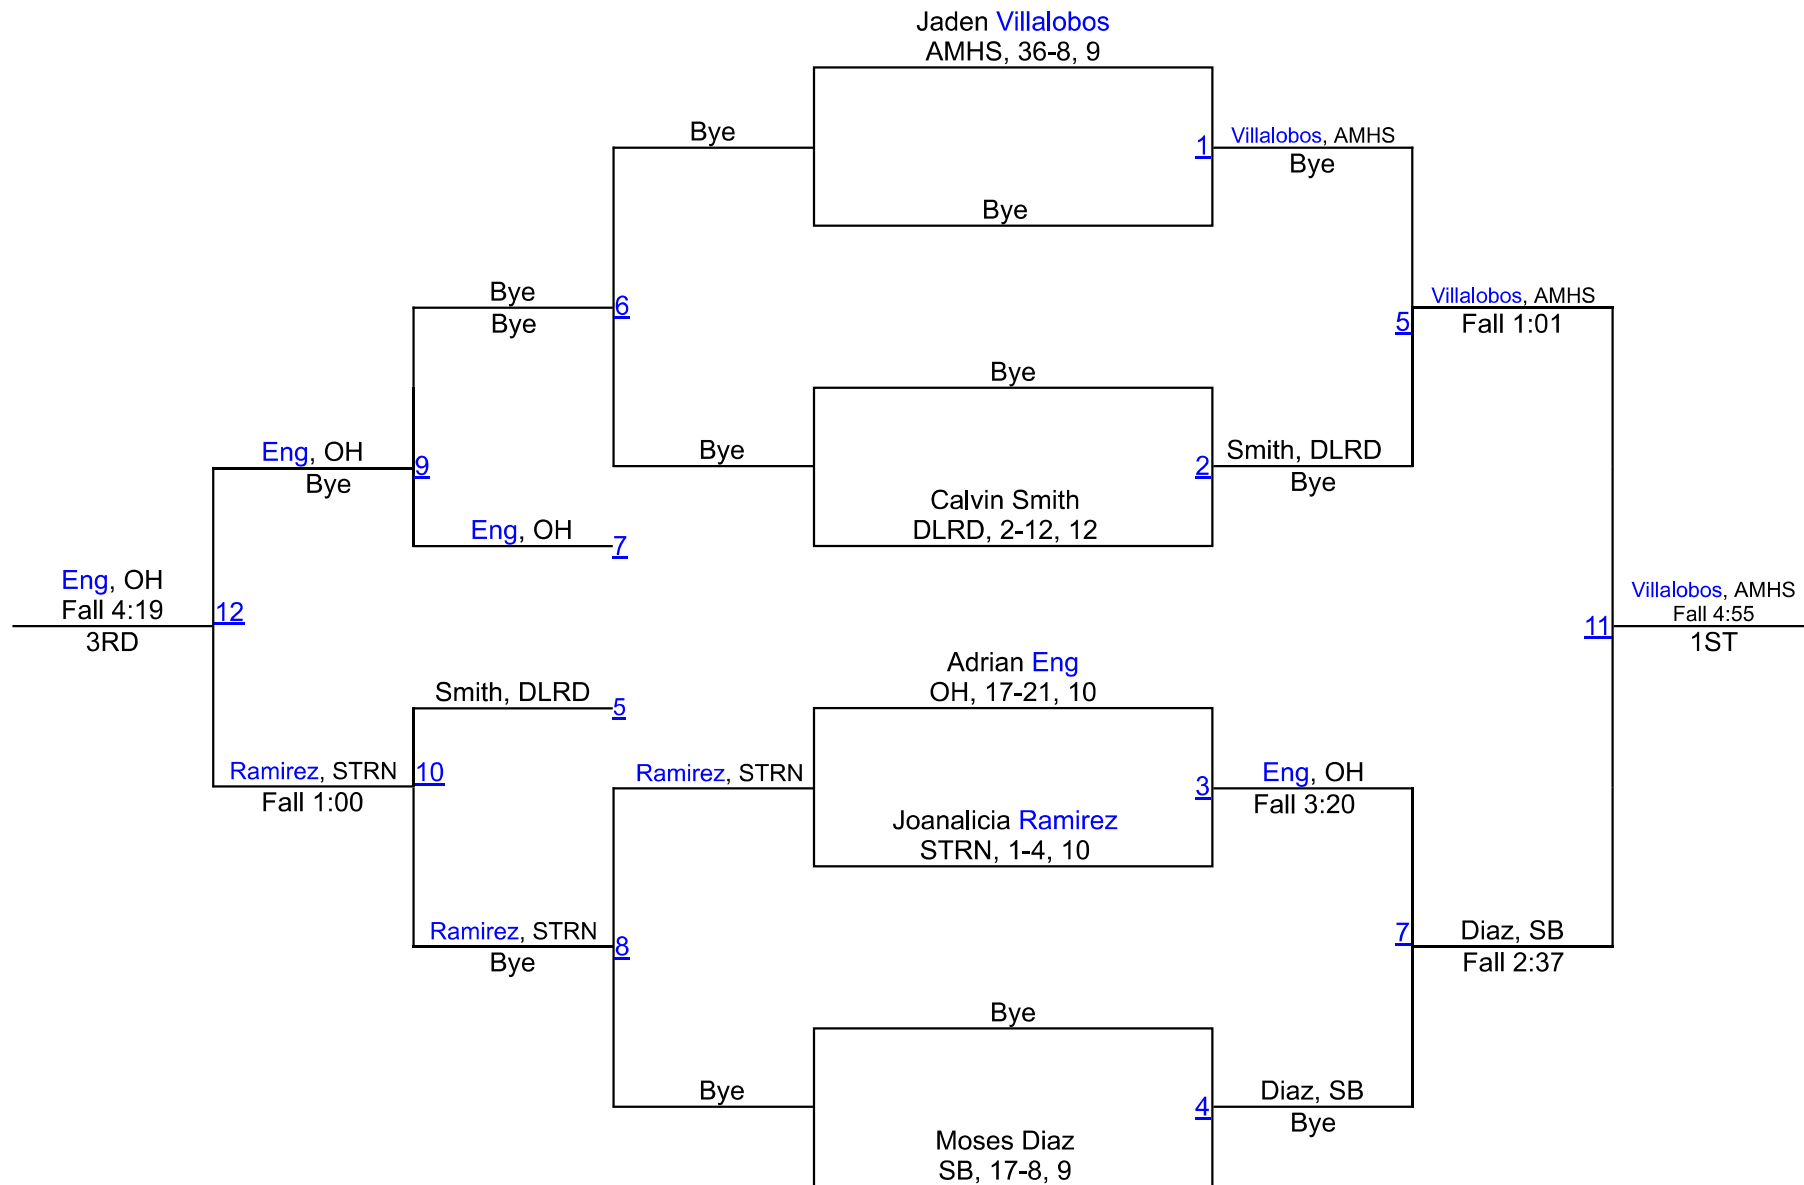 Jaden Villalobos
AMHS, 36-8, 9
Bye
1
Villalobos, AMHS
Bye
Bye
Bye
Bye
6
Villalobos, AMHS
5
Fall 1:01
Bye
Eng, OH
9
Bye
Bye
2
Smith, DLRD
Bye
Calvin Smith
DLRD, 2-12, 12
Eng, OH
7
Eng, OH
Fall 4:19
12
3RD
Villalobos, AMHS
Fall 4:55
11
1ST
Adrian Eng
OH, 17-21, 10
Smith, DLRD
5
Ramirez, STRN
10
Fall 1:00
Ramirez, STRN
3
Eng, OH
Fall 3:20
Joanalicia Ramirez
STRN, 1-4, 10
Ramirez, STRN
8
Bye
7
Diaz, SB
Fall 2:37
Bye
Bye
4
Diaz, SB
Bye
Moses Diaz
SB, 17-8, 9